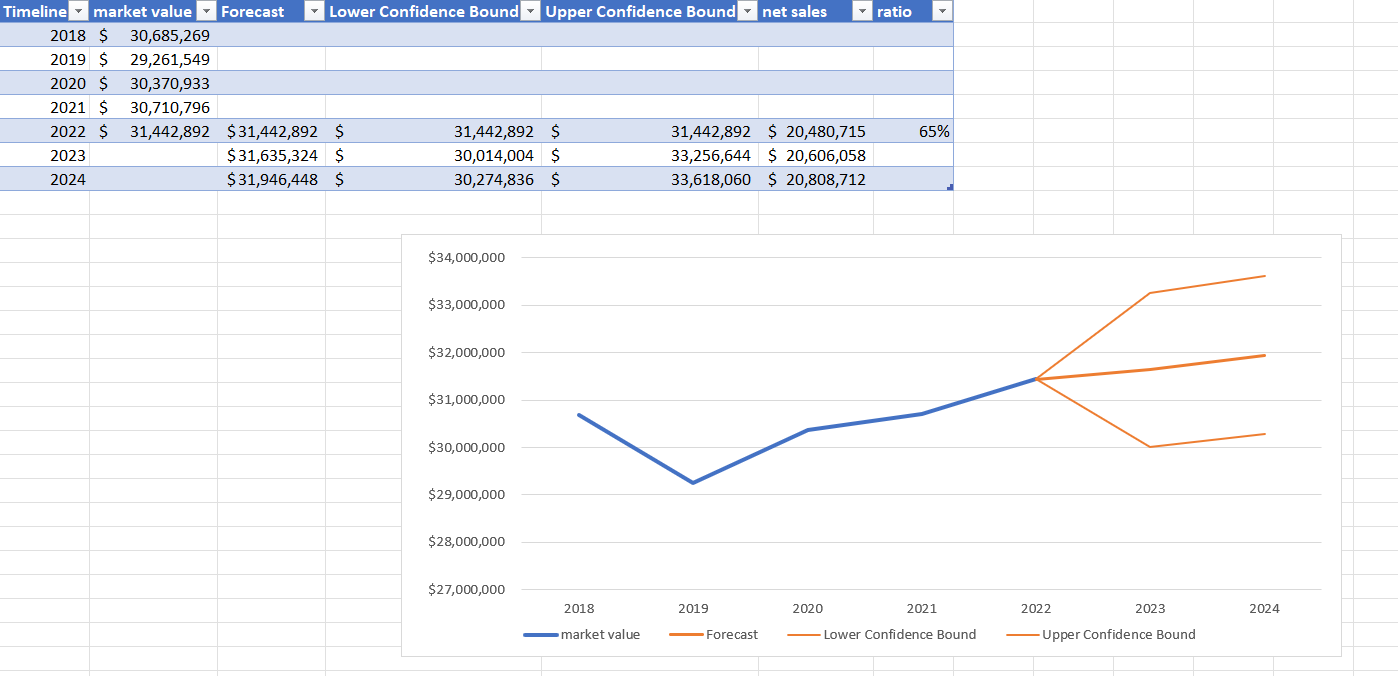 Timeline market value Forecast Lower Confidence Bound Upper Confidence Bound net sales ratio
2018 $ 30,685,269
2019 $ 29,261,549
2020 $ 30,370,933
2021 $ 30,710,796
2022 $ 31,442,892 $31,442,892 $ 31,442,892 $ 31,442,892 $ 20,480,715 65%
2023 $31,635,324 $ 30,014,004 $ 33,256,644 $ 20,606,058
2024 $31,946,448 $ 30,274,836 $ 33,618,060 $ 20,808,712
$34,000,000
$33,000,000
$32,000,000
$31,000,000
$30,000,000
$29,000,000
$28,000,000
$27,000,000
2018 2019 2020 2021 2022 2023 2024
market value Forecast Lower Confidence Bound Upper Confidence Bound